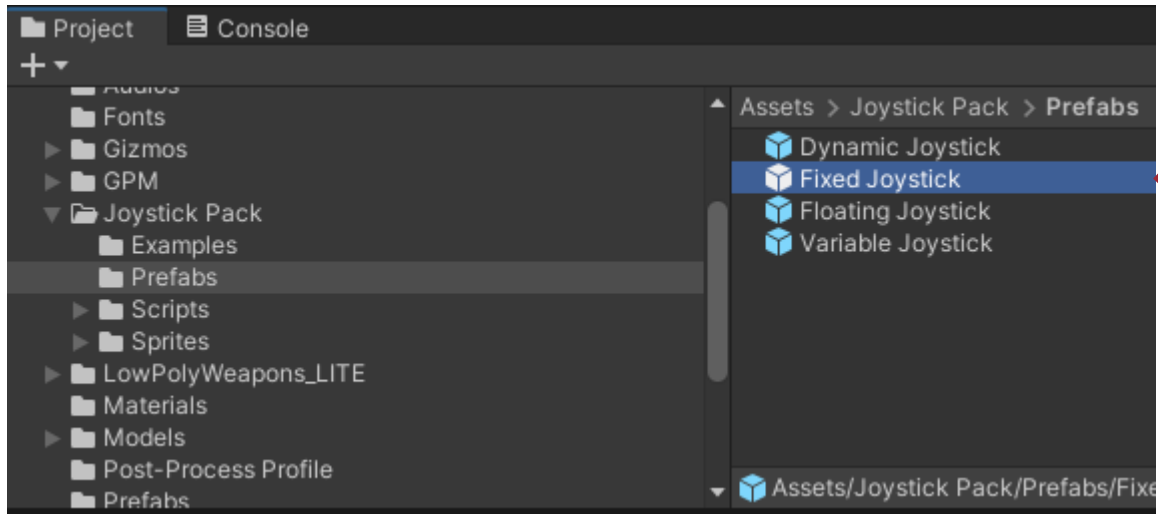 Project Console
Audios
Fonts
Gizmos
GPM
Joystick Pack
Examples
Prefabs
Scripts
Sprites
LowPolyWeapons_LITE
Materials
Models
Post-Process Profile
Prefabs
Assets > Joystick Pack > Prefabs
Dynamic Joystick
Fixed Joystick
Floating Joystick
Variable Joystick
Assets/Joystick Pack/Prefabs/Fixe